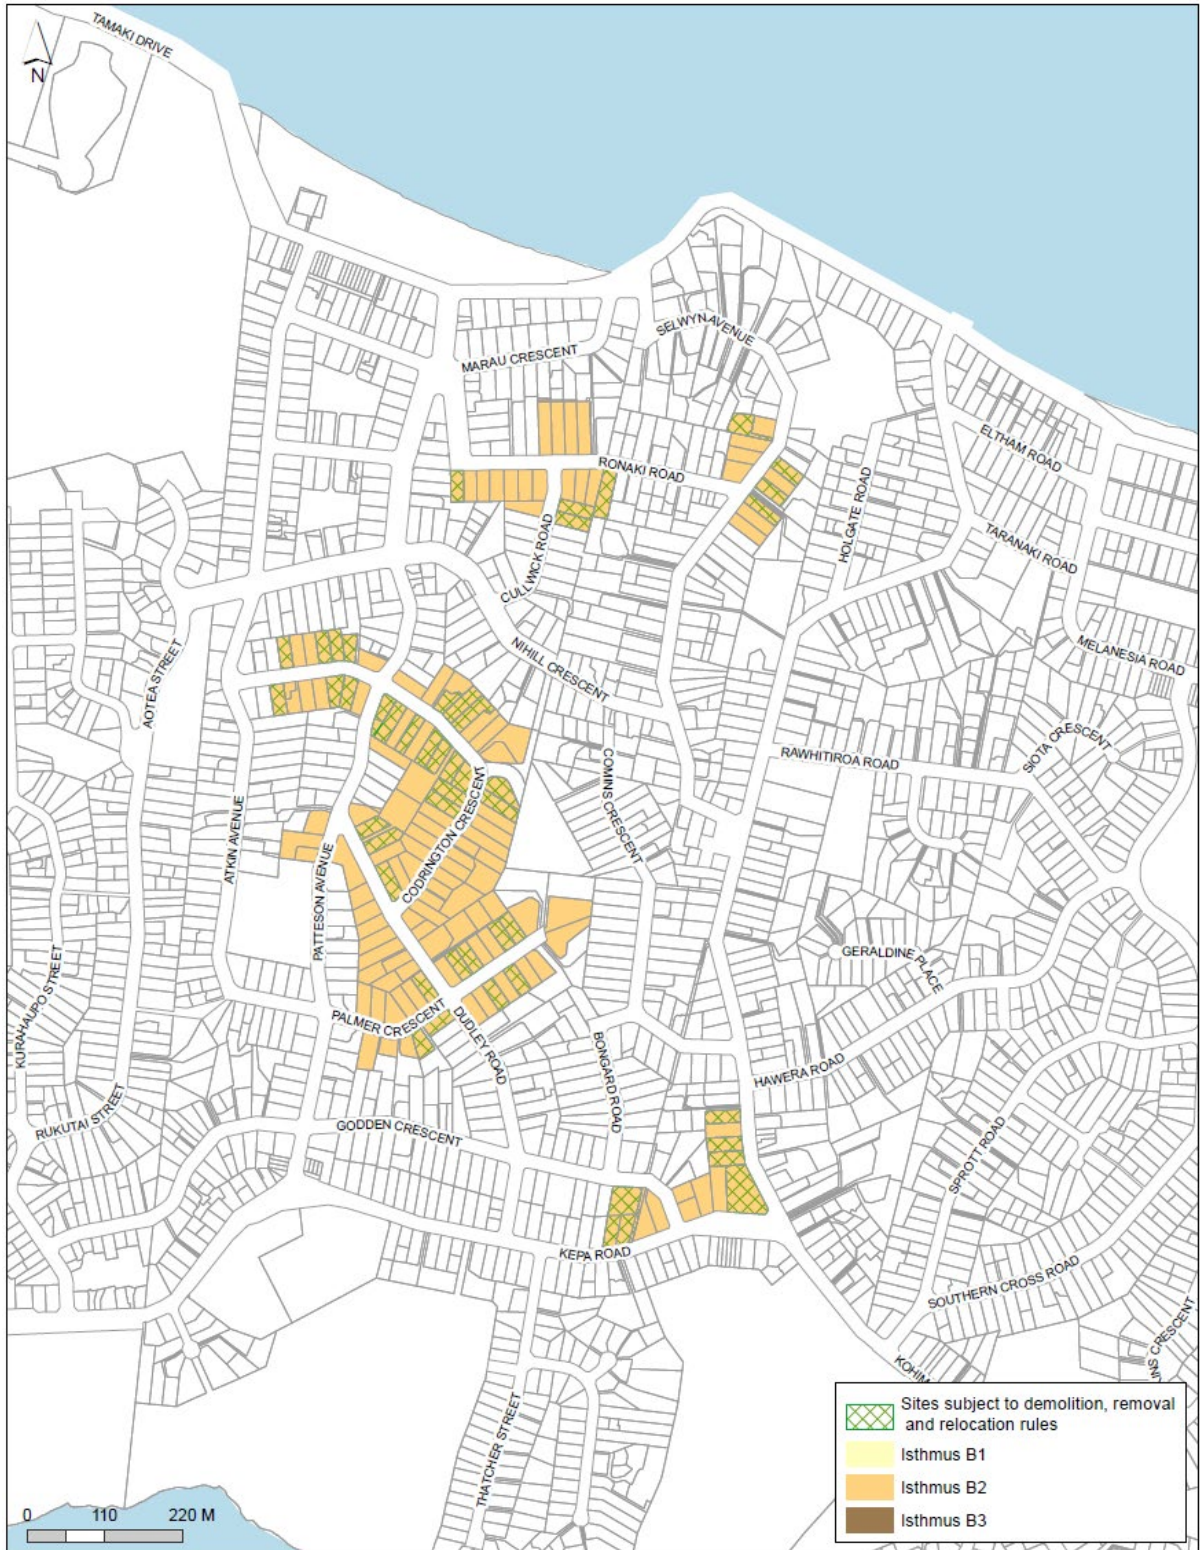 TAMAKI DRIVE
N
SELWYN AVENUE
MARAU CRESCENT
ELTHAM ROAD
RONAKI ROAD
HOLGATE ROAD
TARANAKI ROAD
CULLWICK ROAD
NIHILL CRESCENT
MELANESIA ROAD
AOTEA STREET
SIOTA CRESCENT
RAWHITIROA ROAD
COMINS CRESCENT
CODRINGTON CRESCENT
ATKIN AVENUE
PATTESON AVENUE
GERALDINE PLACE
KURAHAUPO STREET
PALMER CRESCENT
DUDLEY ROAD
BONGARD ROAD
HAWERA ROAD
RUKUTAI STREET
GODDEN CRESCENT
SPROTT ROAD
KEPA ROAD
SOUTHERN CROSS ROAD
THATCHER STREET
KOHIM
INS CRESCENT
Sites subject to demolition, removal
and relocation rules
Isthmus B1
Isthmus B2
Isthmus B3
0 110 220 M